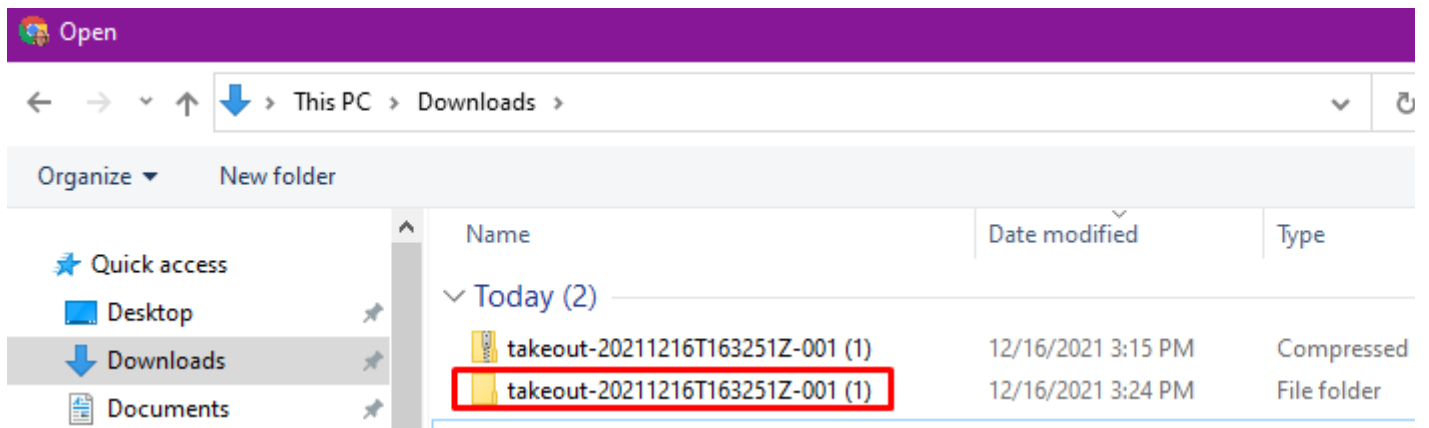 Open
This PC > Downloads >
Organize New folder
Name Date modified Type
Quick access
Today (2)
Desktop
takeout-20211216T163251Z-001 (1) 12/16/2021 3:15 PM Compressed
Downloads
takeout-20211216T163251Z-001 (1) 12/16/2021 3:24 PM File folder
Documents